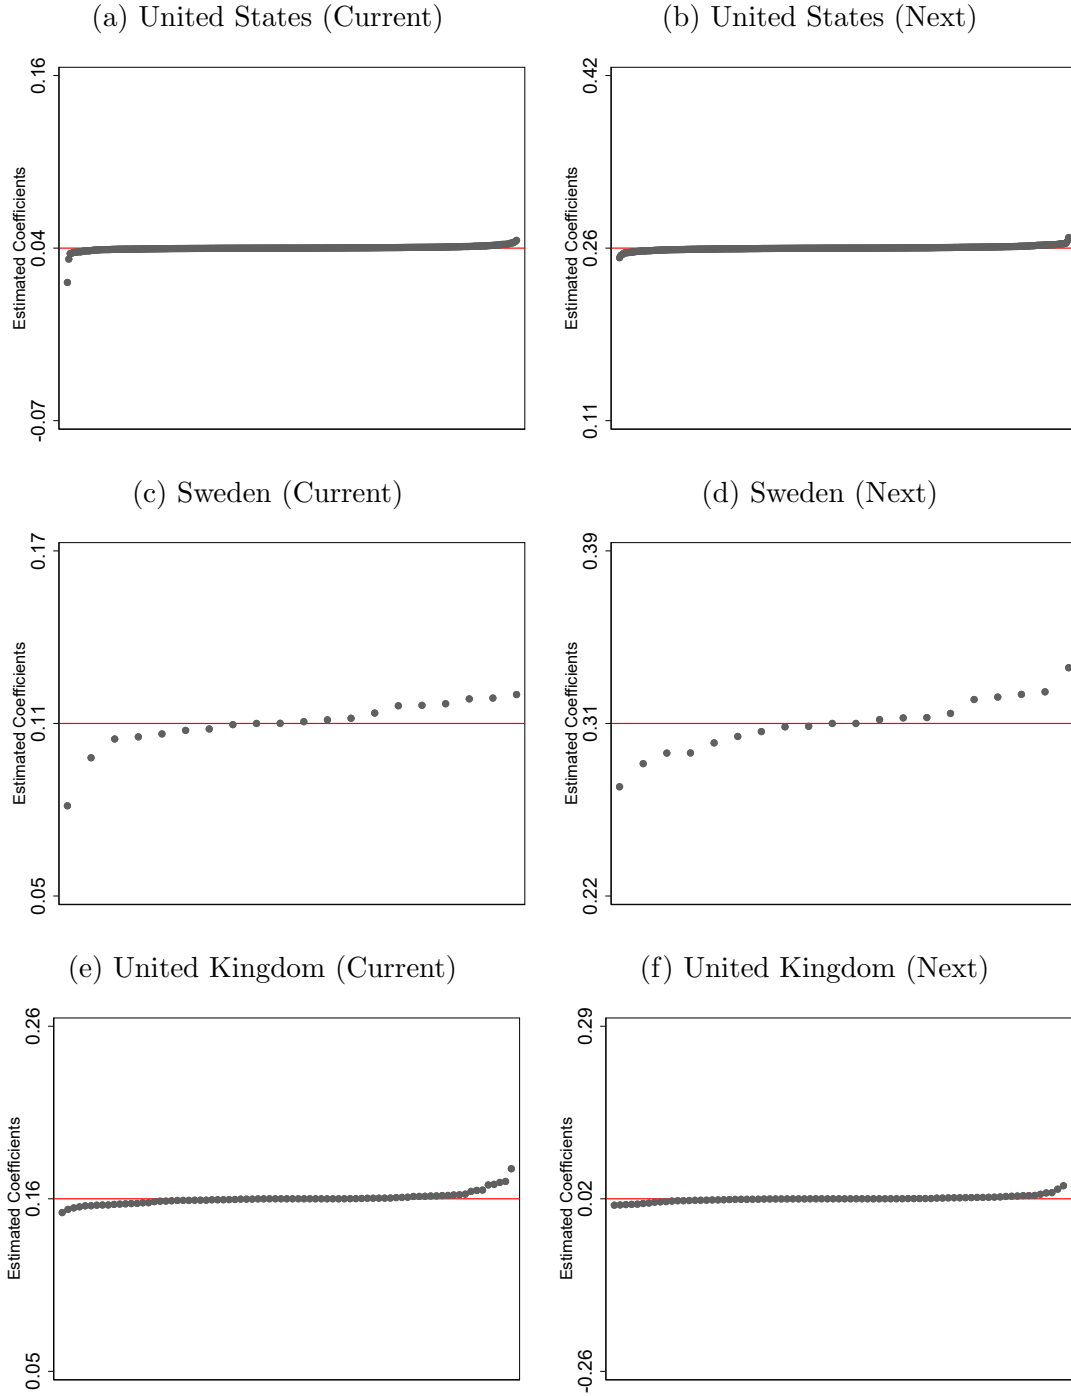 (a) United States (Current)
(b) United States (Next)
Estimated Coefficients
0.16
0.04
-0.07
Estimated Coefficients
0.42
0.26
0.11
(c) Sweden (Current)
(d) Sweden (Next)
Estimated Coefficients
0.17
0.11
0.05
Estimated Coefficients
0.39
0.31
0.22
(e) United Kingdom (Current)
(f) United Kingdom (Next)
Estimated Coefficients
0.26
0.16
0.05
Estimated Coefficients
0.29
0.02
-0.26